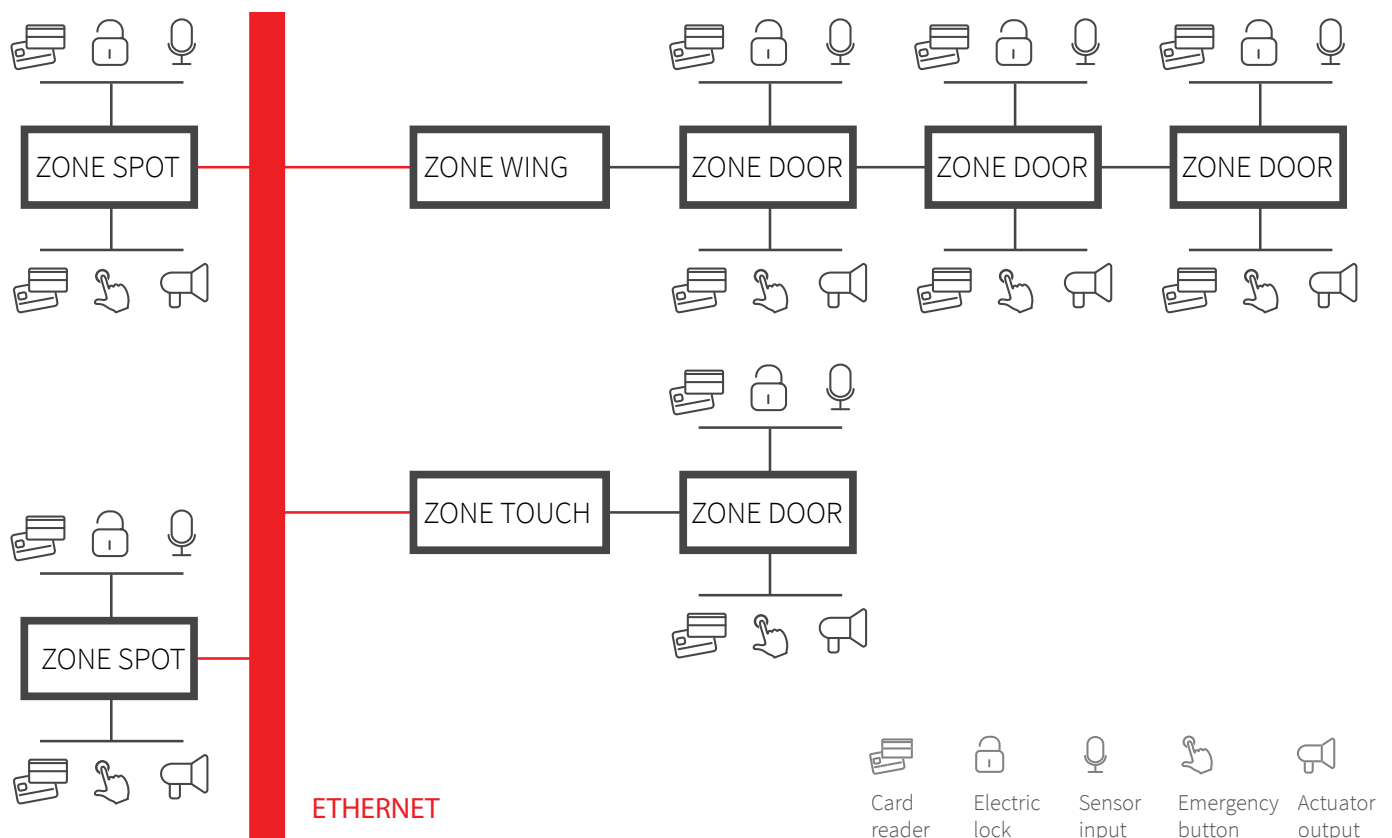 ZONE SPOT
ZONE WING
ZONE DOOR
ZONE DOOR
ZONE DOOR
ZONE TOUCH
ZONE DOOR
ZONE SPOT
ETHERNET
Card
reader
Electric
lock
Sensor
input
Emergency
button
Actuator
output